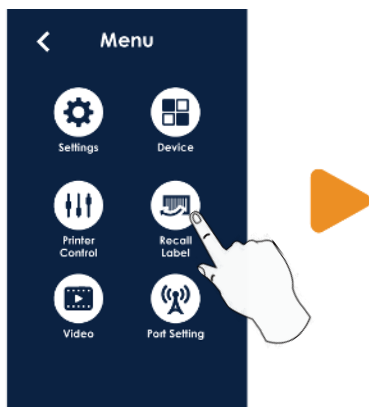 Menu
Settings
Device
Printer
Control
Recall
Label
Video
Port Setting